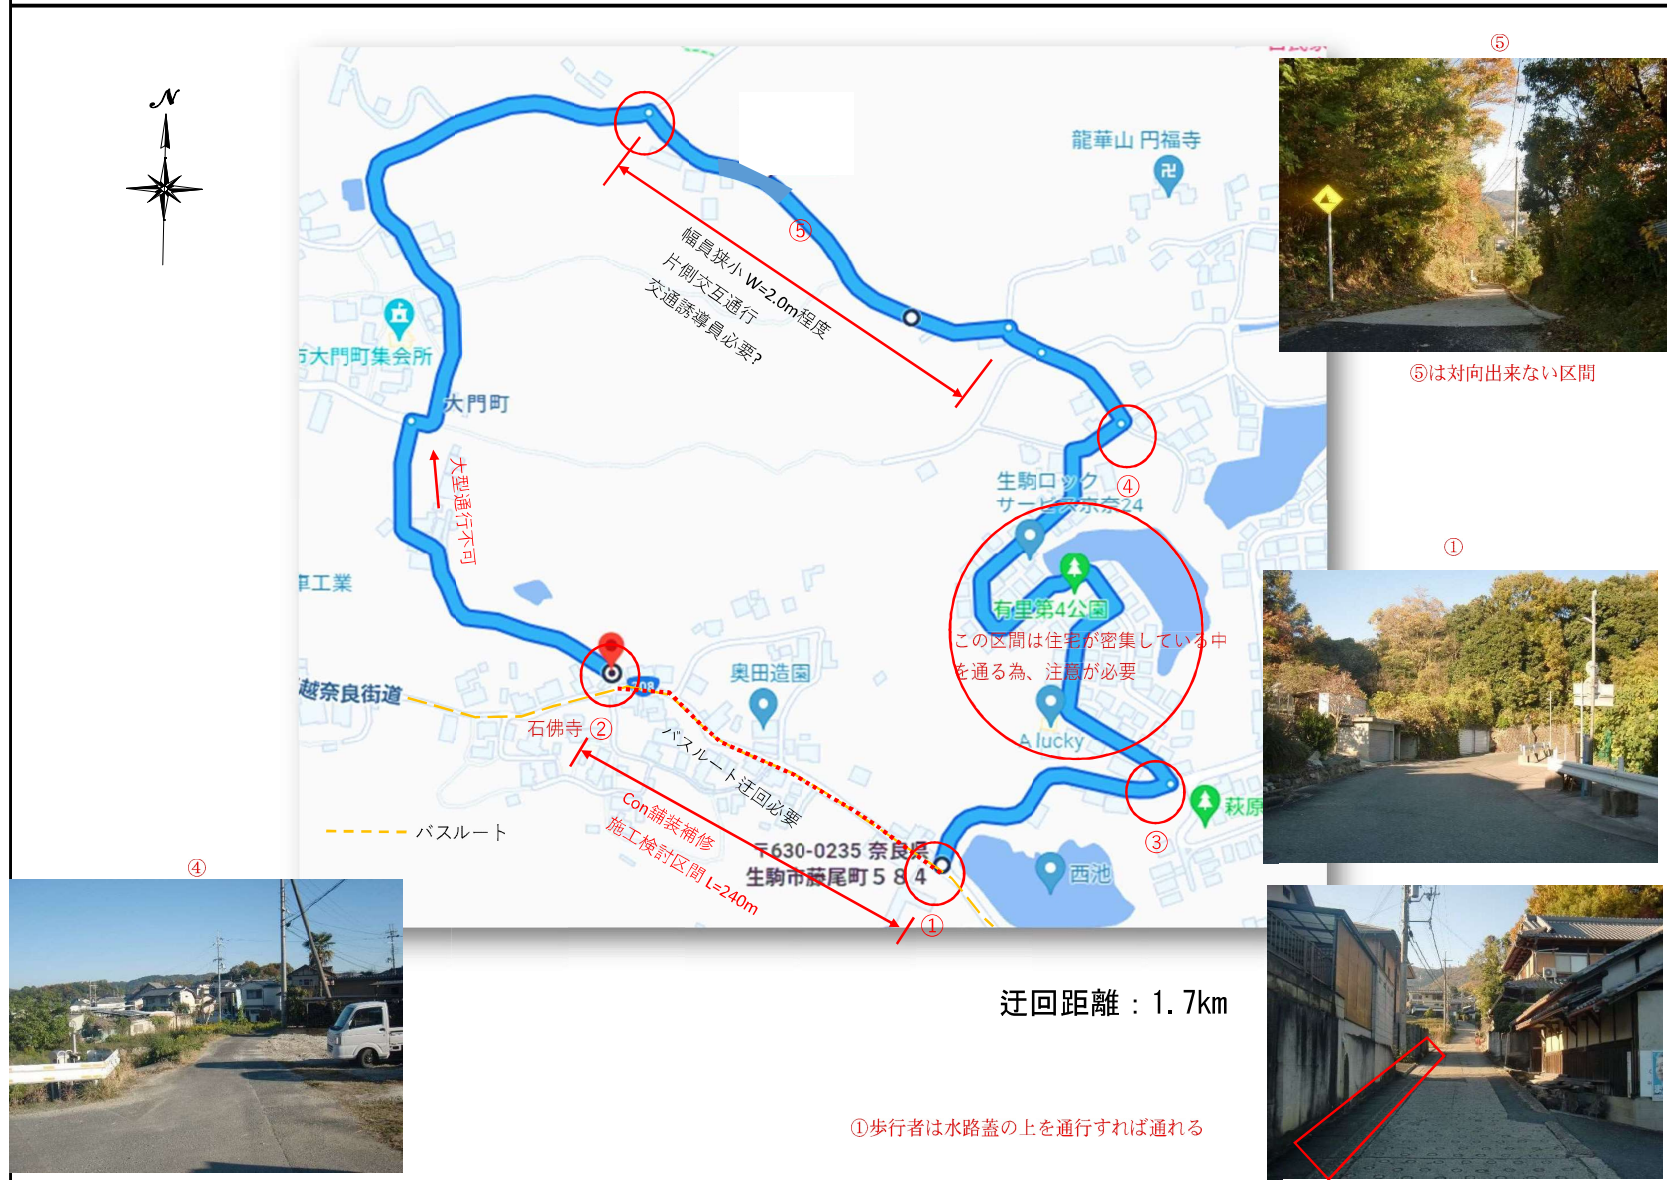 N
⑤
龍華山 円福寺
⑤
幅員狭小 W=2.0m程度
片側交互通行
交通誘導員必要?
⑤は対向出来ない区間
大門町集会所
大門町
大型通行不可
生駒ロック
サービス京奈24
④
①
車工業
有里第4公園
この区間は住宅が密集している中
を通る為、注意が必要
奥田造園
308
越奈良街道
石佛寺 ②
バスルート迂回必要
A lucky
萩原
③
Con舗装補修
施工検討区間 L=240m
バスルート
〒630-0235 奈良県
生駒市藤尾町584
西池
①
④
迂回距離：1.7km
①歩行者は水路蓋の上を通行すれば通れる